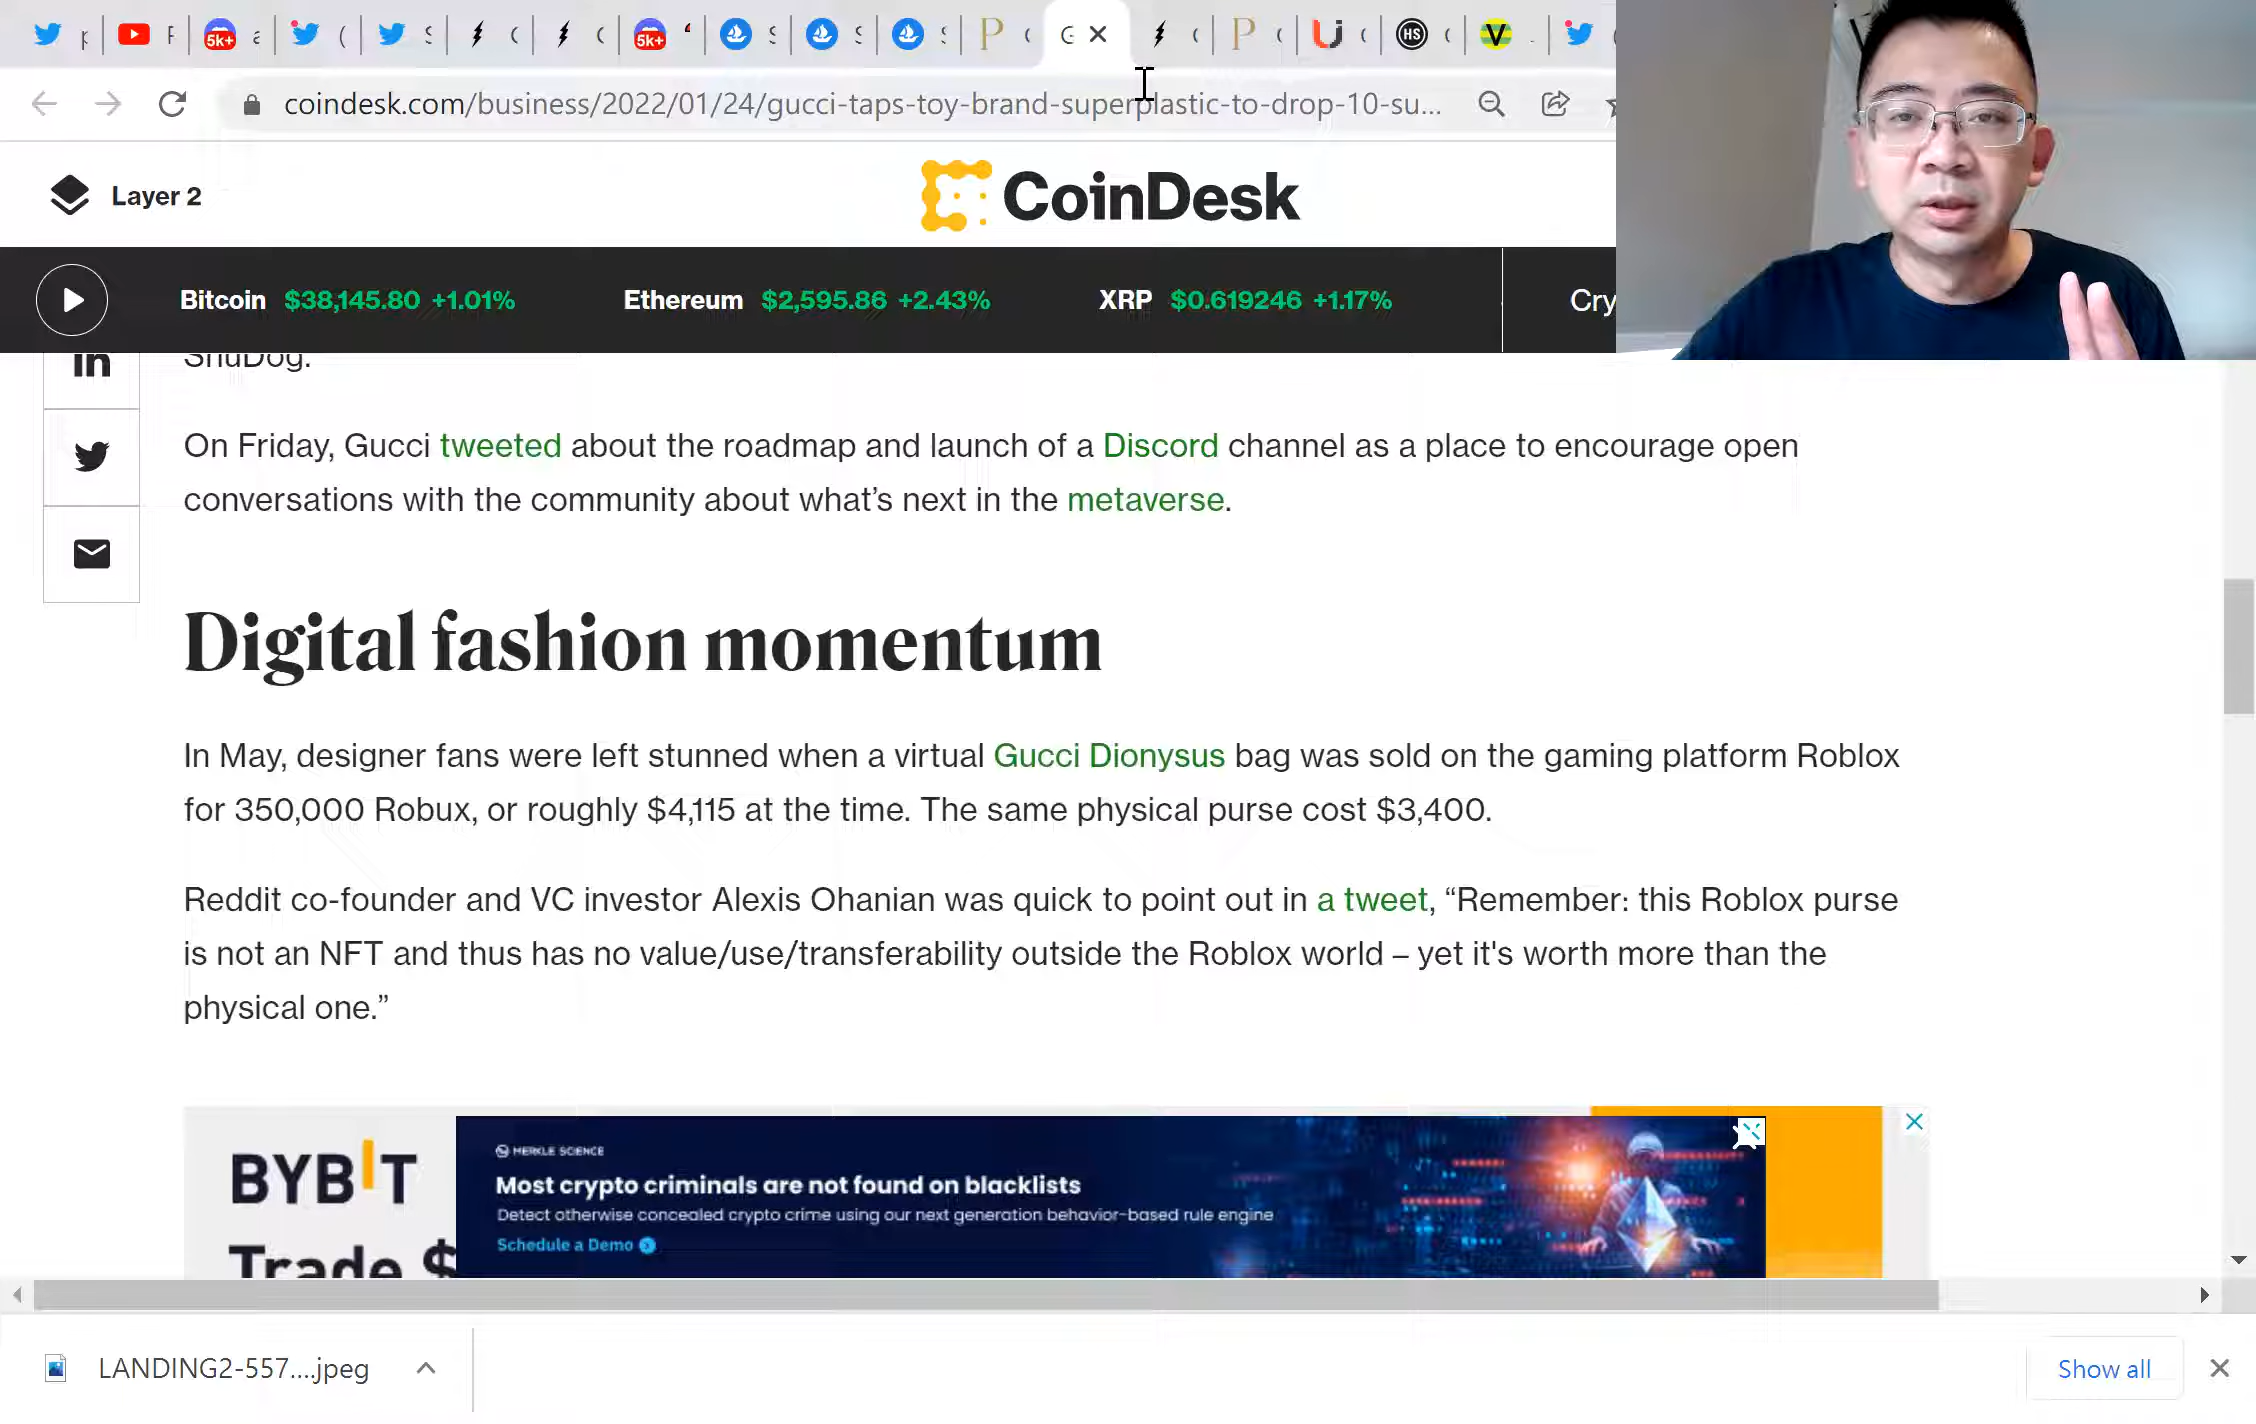 5k+
5k+
HS
coindesk.com/business/2022/01/24/gucci-taps-toy-brand-superplastic-to-drop-10-su...
Layer 2
CoinDesk
Bitcoin $38,145.80 +1.01%
Ethereum $2,595.86 +2.43%
XRP $0.619246 +1.17%
Cry
ShuDog.
On Friday, Gucci tweeted about the roadmap and launch of a Discord channel as a place to encourage open
conversations with the community about what’s next in the metaverse.
Digital fashion momentum
In May, designer fans were left stunned when a virtual Gucci Dionysus bag was sold on the gaming platform Roblox
for 350,000 Robux, or roughly $4,115 at the time. The same physical purse cost $3,400.
Reddit co-founder and VC investor Alexis Ohanian was quick to point out in a tweet, “Remember: this Roblox purse
is not an NFT and thus has no value/use/transferability outside the Roblox world – yet it's worth more than the
physical one.”
BYBIT
Trade $
MERKLE SCIENCE
Most crypto criminals are not found on blacklists
Detect otherwise concealed crypto crime using our next generation behavior-based rule engine
Schedule a Demo
LANDING2-557....jpeg
Show all